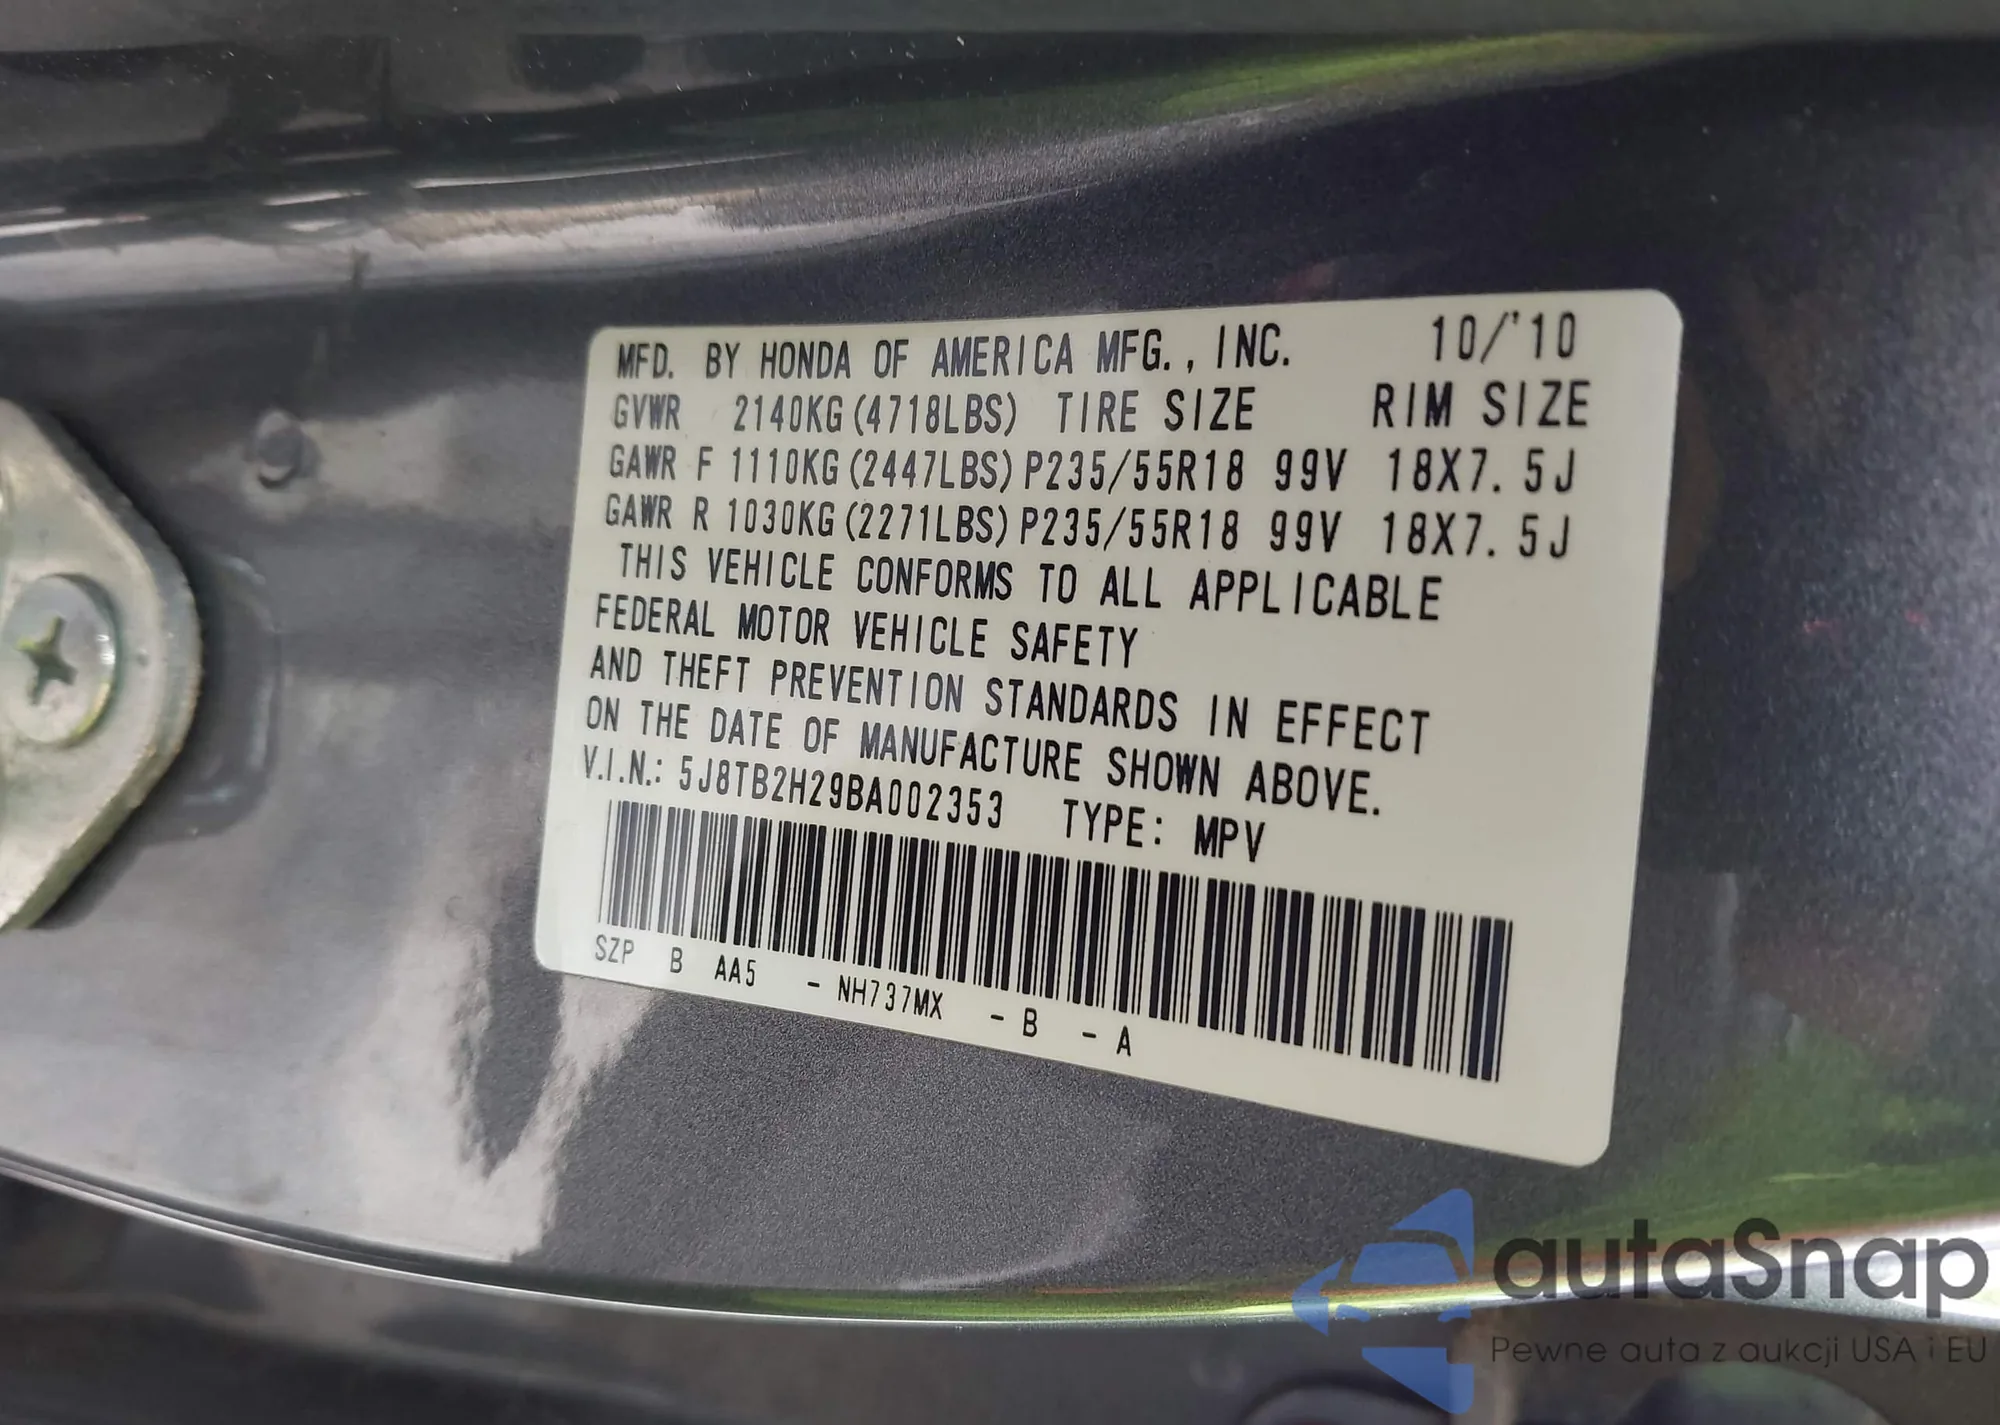 MFD. BY HONDA OF AMERICA MFG., INC. 10/'10
GVWR 2140KG (4718LBS) TIRE SIZE RIM SIZE
GAWR F 1110KG (2447LBS) P235/55R18 99V 18X7.5J
GAWR R 1030KG (2271LBS) P235/55R18 99V 18X7.5J
THIS VEHICLE CONFORMS TO ALL APPLICABLE
FEDERAL MOTOR VEHICLE SAFETY
AND THEFT PREVENTION STANDARDS IN EFFECT
ON THE DATE OF MANUFACTURE SHOWN ABOVE.
V.I.N.: 5J8TB2H29BA002353 TYPE: MPV
SZP B AA5 - NH737MX - B - A
autaSnap
Pewne auta z aukcji USA i EU